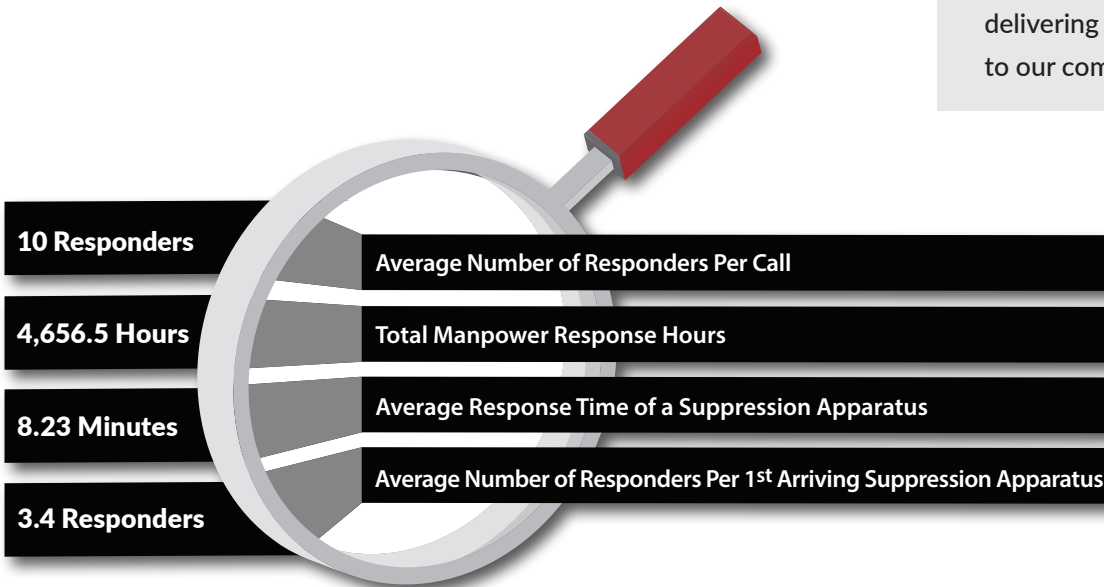 delivering
to our com
10 Responders
Average Number of Responders Per Call
4,656.5 Hours
Total Manpower Response Hours
8.23 Minutes
Average Response Time of a Suppression Apparatus
3.4 Responders
Average Number of Responders Per 1st Arriving Suppression Apparatus